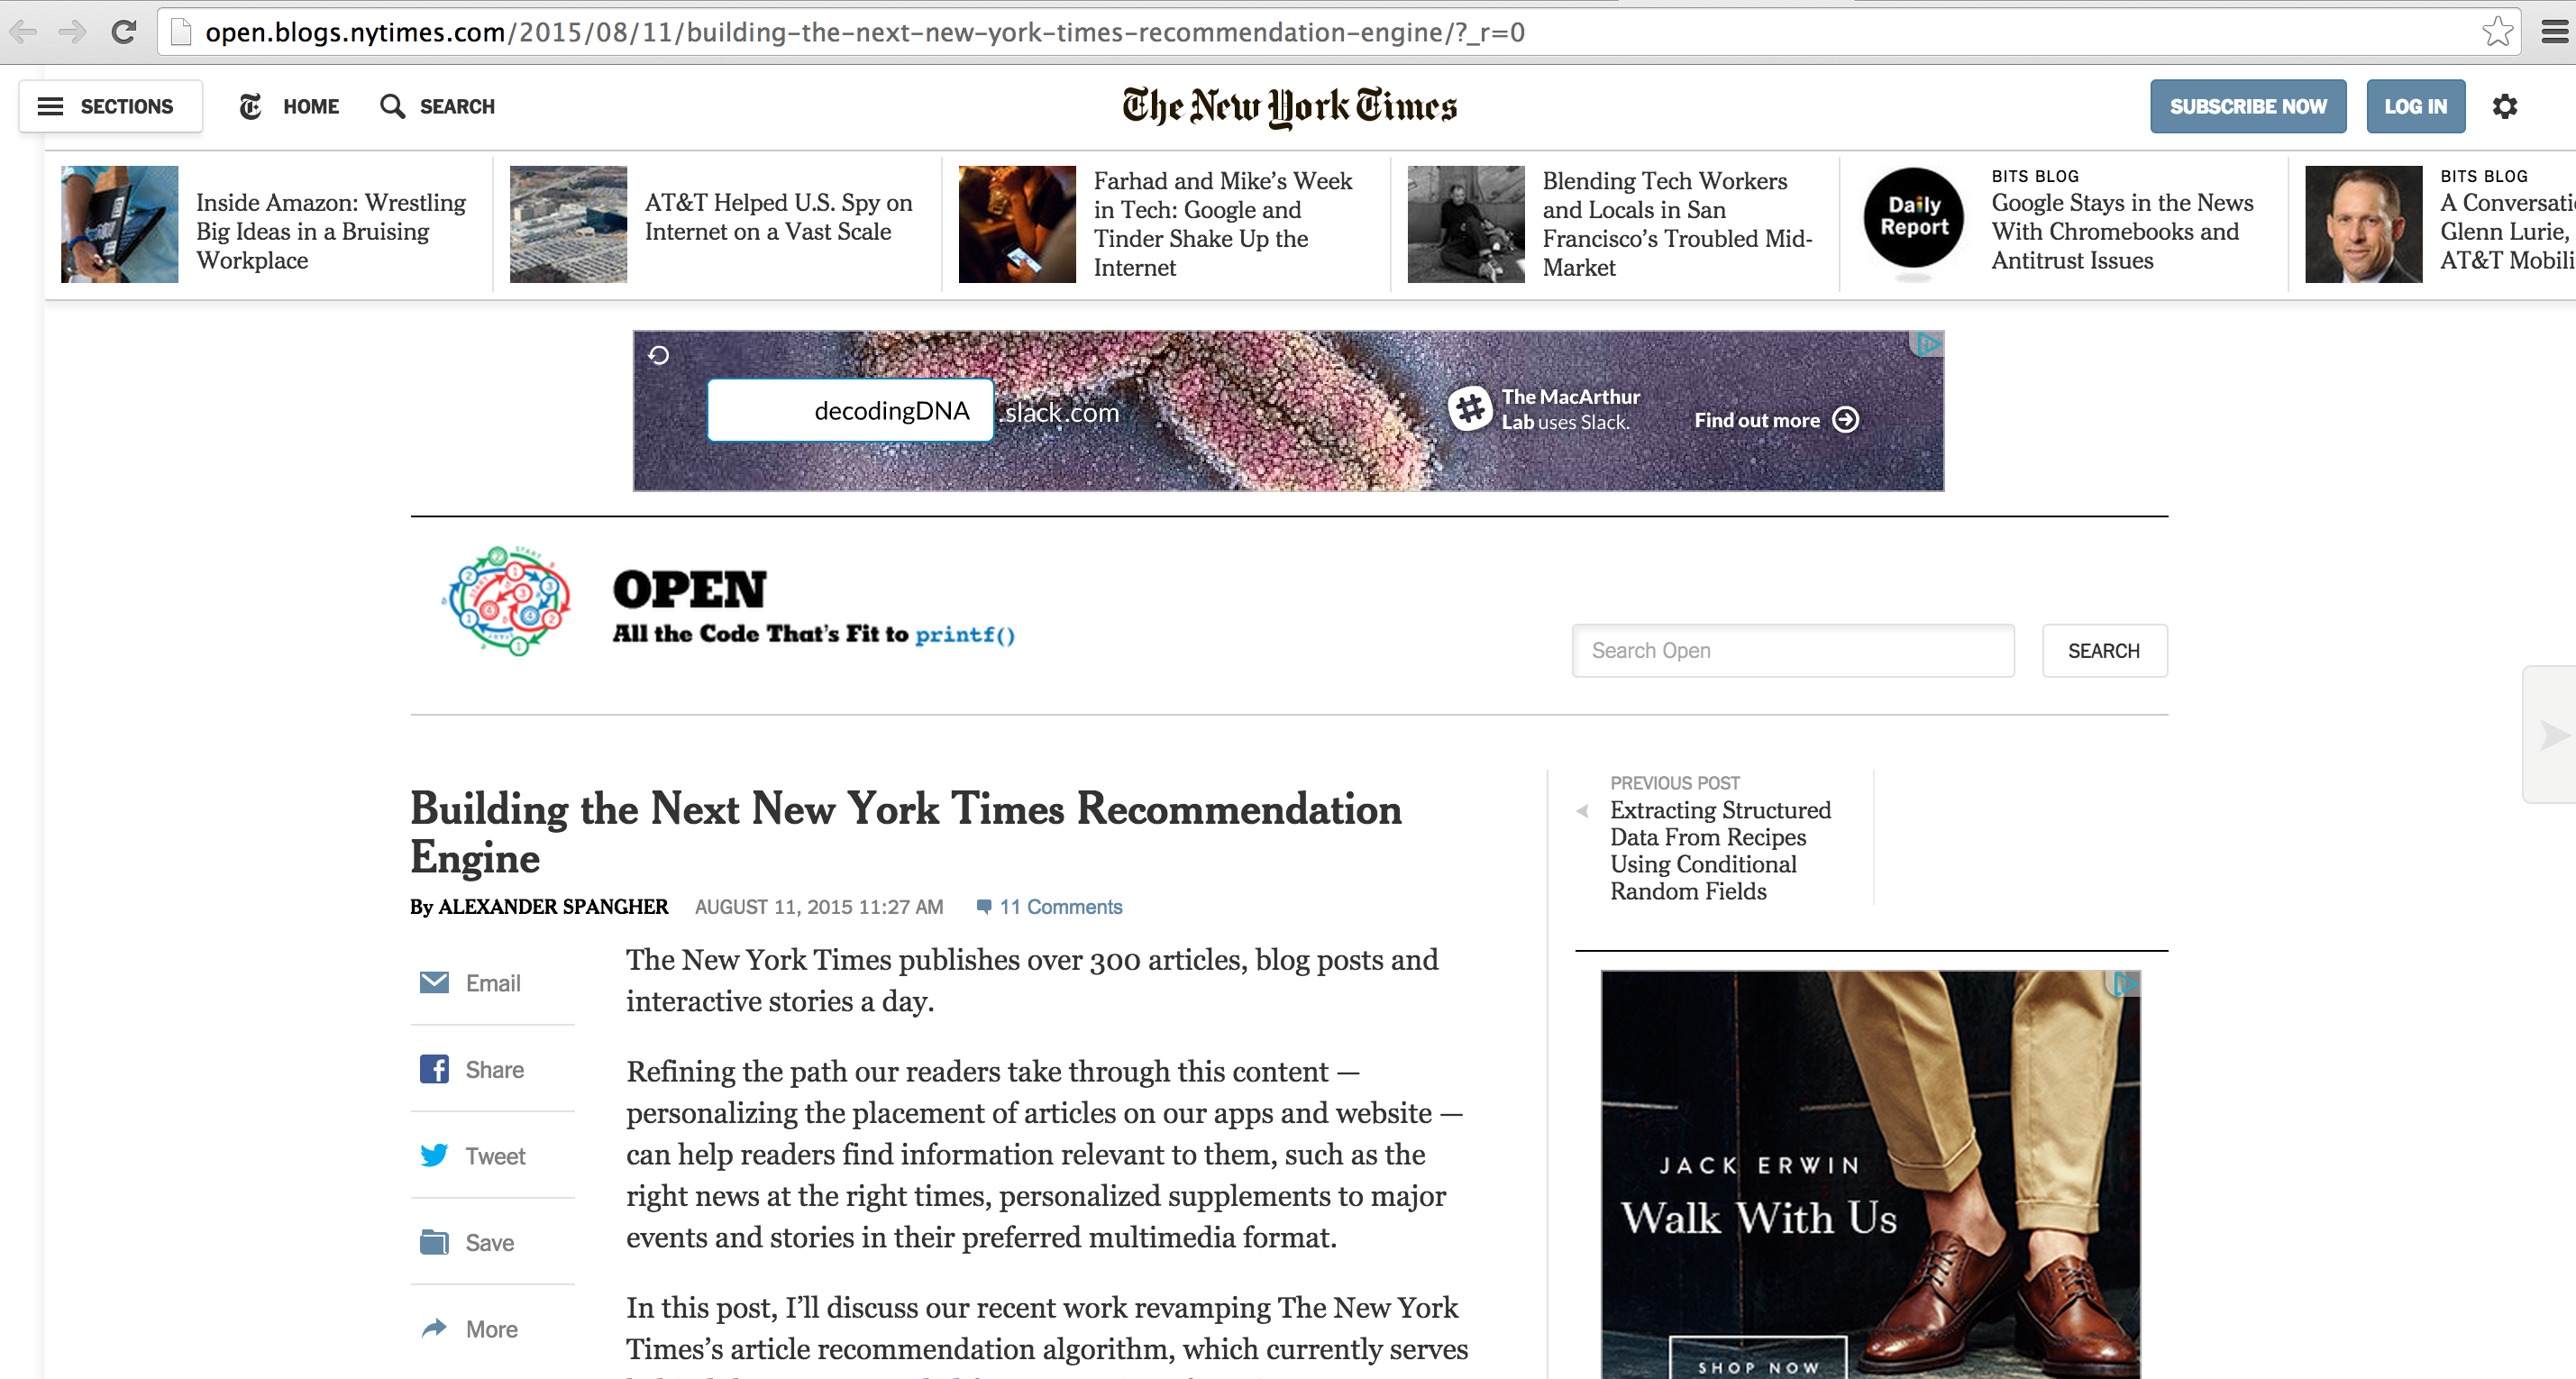 open.blogs.nytimes.com/2015/08/11/building-the-next-new-york-times-recommendation-engine/?_r=0
SECTIONS
HOME
SEARCH
The New York Times
SUBSCRIBE NOW
LOG IN
Inside Amazon: Wrestling
Big Ideas in a Bruising
Workplace
AT&T Helped U.S. Spy on
Internet on a Vast Scale
Farhad and Mike’s Week
in Tech: Google and
Tinder Shake Up the
Internet
Blending Tech Workers
and Locals in San
Francisco’s Troubled Mid-
Market
Daily
Report
BITS BLOG
Google Stays in the News
With Chromebooks and
Antitrust Issues
BITS BLOG
A Conversati
Glenn Lurie,
AT&T Mobili
decodingDNA .slack.com
The MacArthur
Lab uses Slack.
Find out more
OPEN
All the Code That’s Fit to printf()
Search Open
SEARCH
Building the Next New York Times Recommendation
Engine
By ALEXANDER SPANGHER AUGUST 11, 2015 11:27 AM 11 Comments
Email
Share
Tweet
Save
More
The New York Times publishes over 300 articles, blog posts and
interactive stories a day.
Refining the path our readers take through this content —
personalizing the placement of articles on our apps and website —
can help readers find information relevant to them, such as the
right news at the right times, personalized supplements to major
events and stories in their preferred multimedia format.
In this post, I’ll discuss our recent work revamping The New York
Times’s article recommendation algorithm, which currently serves
PREVIOUS POST
Extracting Structured
Data From Recipes
Using Conditional
Random Fields
JACK ERWIN
Walk With Us
SHOP NOW